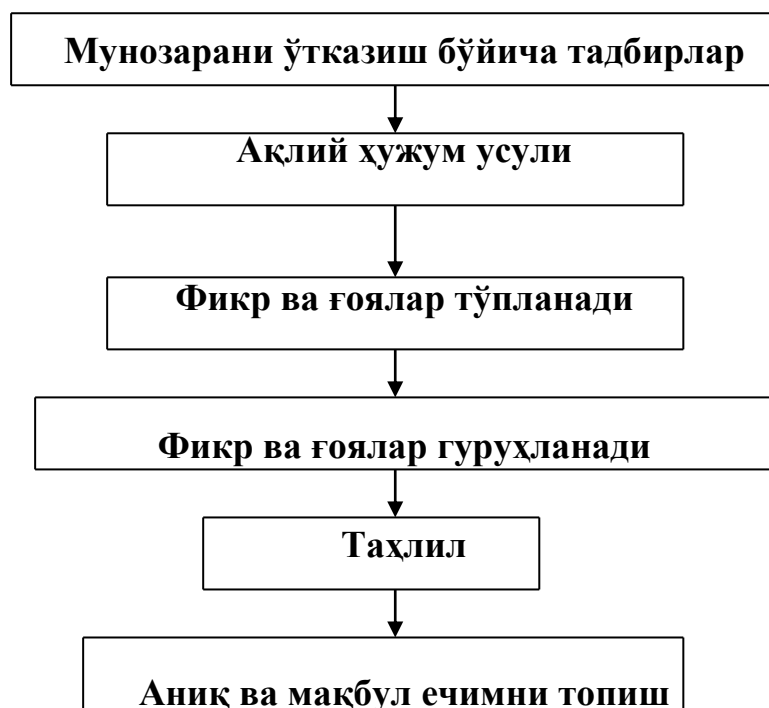 Мунозарани ўтказиш бўйича тадбирлар
Ақлий ҳужум усули
Фикр ва ғоялар тўпланади
Фикр ва ғоялар гуруҳланади
Таҳлил
Аниқ ва мақбул ечимни топиш